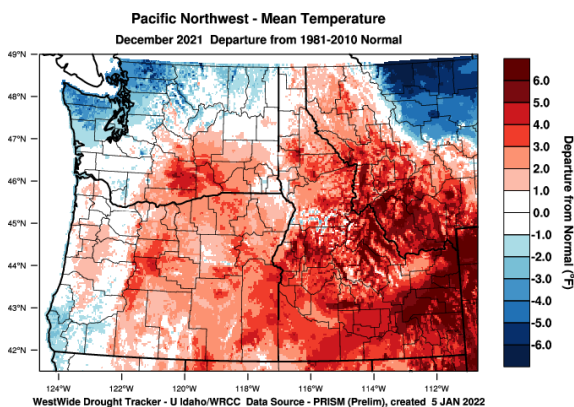 Pacific Northwest - Mean Temperature
December 2021 Departure from 1981-2010 Normal
49°N
48°N
47°N
46°N
45°N
44°N
43°N
42°N
124°W
122°W
120°W
118°W
116°W
114°W
112°W
6.0
5.0
4.0
3.0
2.0
1.0
0.0
-1.0
-2.0
-3.0
-4.0
-5.0
-6.0
Departure from Normal (°F)
WestWide Drought Tracker - U Idaho/WRCC Data Source - PRISM (Prelim), created 5 JAN 2022